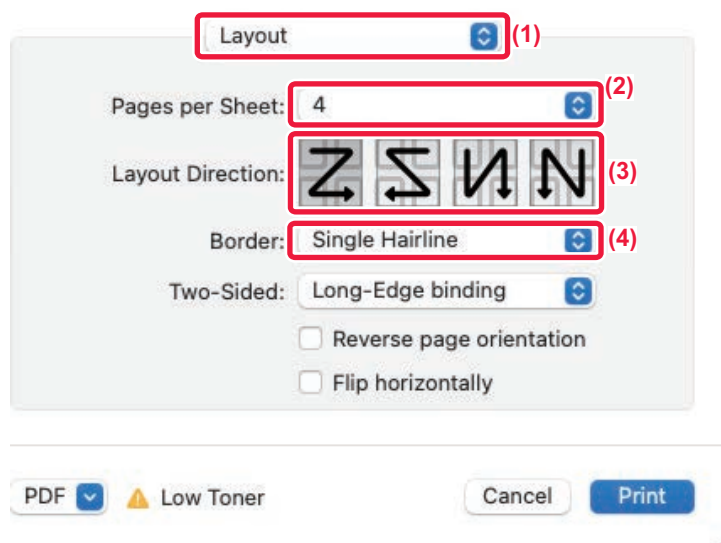 Layout (1)
Pages per Sheet: 4 (2)
Layout Direction: (3)
Border: Single Hairline (4)
Two-Sided: Long-Edge binding
Reverse page orientation
Flip horizontally
PDF Low Toner Cancel Print